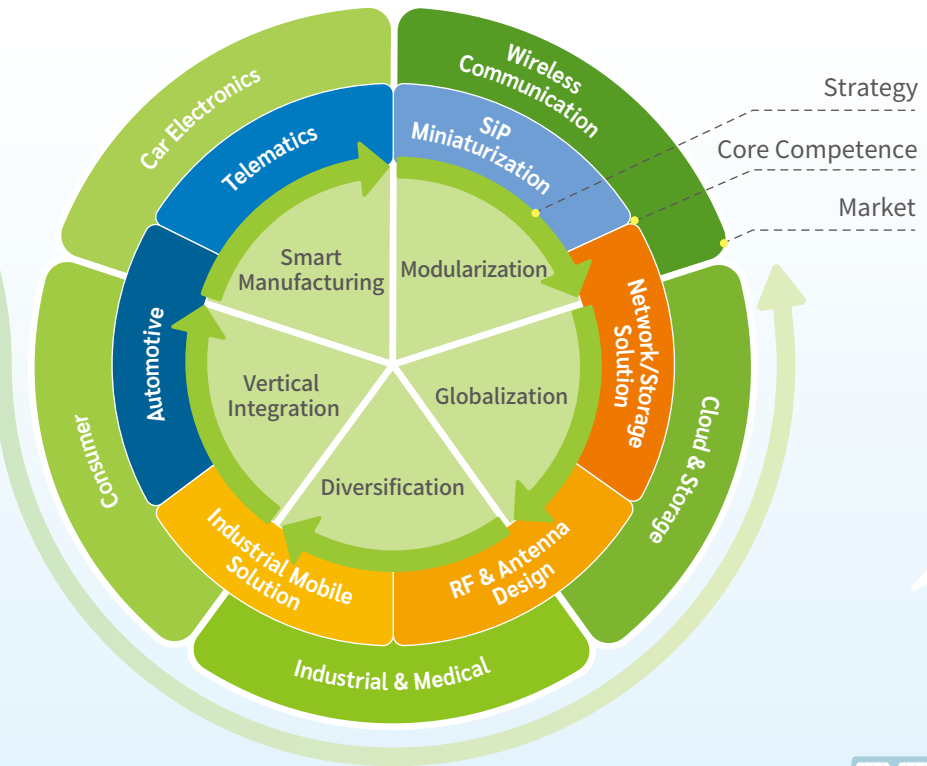 Wireless
Communication
Car Electronics
Strategy
SiP
Miniaturization
Telematics
Core Competence
Market
Smart
Manufacturing
Modularization
Network/Storage
Solution
Automotive
Vertical
Integration
Globalization
Cloud & Storage
Consumer
Diversification
Industrial Mobile
Solution
RF & Antenna
Design
Industrial & Medical